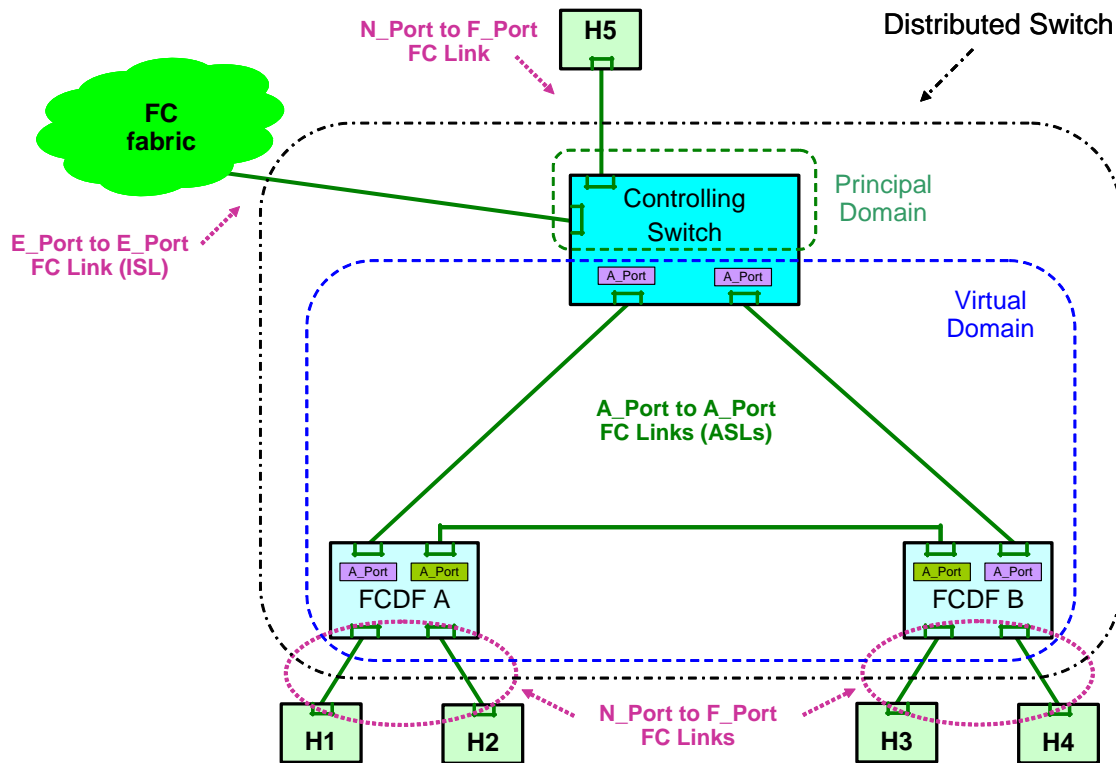 N_Port to F_Port
FC Link
H5
Distributed Switch
FC
fabric
Controlling
Switch
Principal
Domain
E_Port to E_Port
FC Link (ISL)
A_Port
A_Port
Virtual
Domain
A_Port to A_Port
FC Links (ASLs)
A_Port
A_Port
FCDF A
A_Port
A_Port
FCDF B
H1
H2
N_Port to F_Port
FC Links
H3
H4